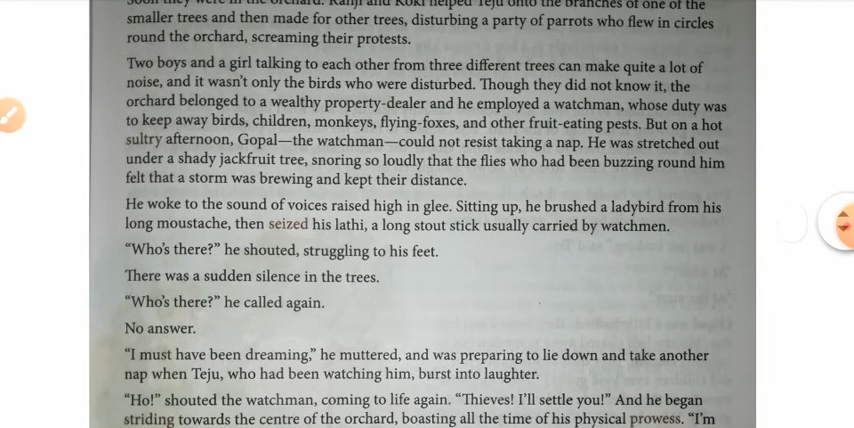 Soon they were in the orchard. Ranji and Koki helped Teju onto the branches of one of the
smaller trees and then made for other trees, disturbing a party of parrots who flew in circles
round the orchard, screaming their protests.
Two boys and a girl talking to each other from three different trees can make quite a lot of
noise, and it wasn't only the birds who were disturbed. Though they did not know it, the
orchard belonged to a wealthy property-dealer and he employed a watchman, whose duty was
to keep away birds, children, monkeys, flying-foxes, and other fruit-eating pests. But on a hot
sultry afternoon, Gopal—the watchman—could not resist taking a nap. He was stretched out
under a shady jackfruit tree, snoring so loudly that the flies who had been buzzing round him
felt that a storm was brewing and kept their distance.
He woke to the sound of voices raised high in glee. Sitting up, he brushed a ladybird from his
long moustache, then seized his lathi, a long stout stick usually carried by watchmen.
“Who's there?” he shouted, struggling to his feet.
There was a sudden silence in the trees.
“Who's there?” he called again.
No answer.
“I must have been dreaming,” he muttered, and was preparing to lie down and take another
nap when Teju, who had been watching him, burst into laughter.
“Ho!” shouted the watchman, coming to life again. “Thieves! I'll settle you!” And he began
striding towards the centre of the orchard, boasting all the time of his physical prowess. “I'm